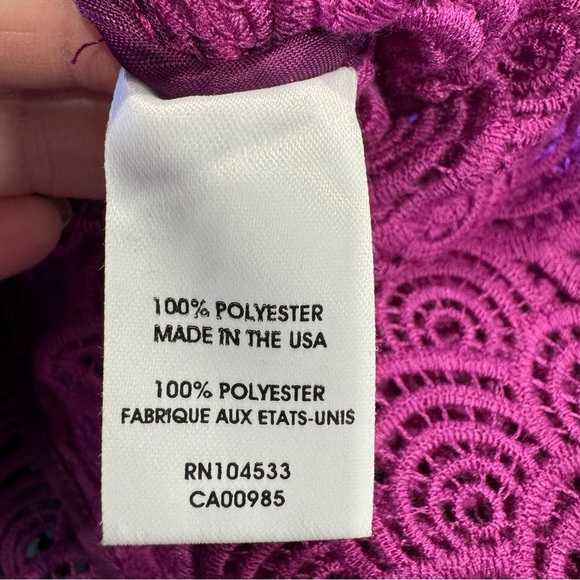 100% POLYESTER
MADE IN THE USA
100% POLYESTER
FABRIQUE AUX ETATS-UNIS
RN104533
CA00985